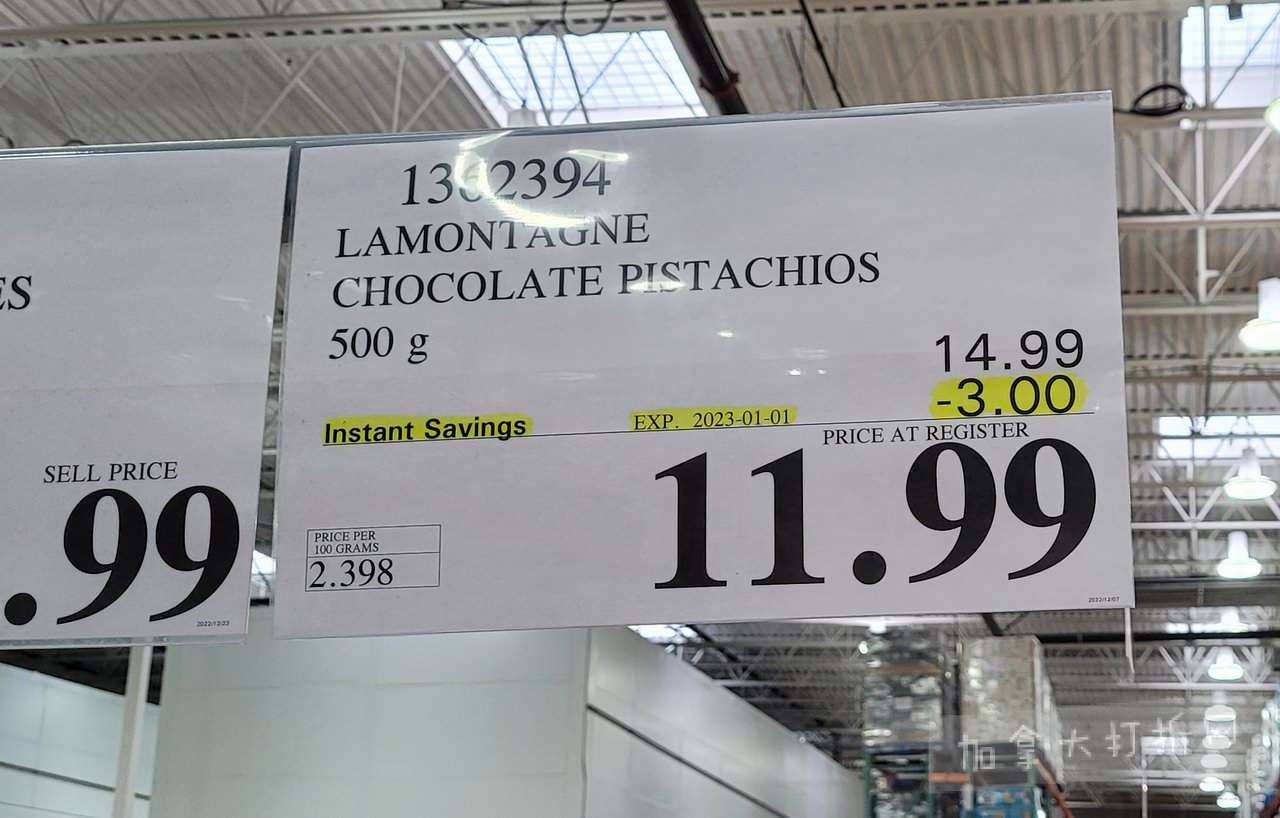 ES
SELL PRICE
.99
2022/12/23
LAMONTAGNE
CHOCOLATE PISTACHIOS
500 g
14.99
-3.00
Instant Savings
EXP. 2023-01-01
PRICE AT REGISTER
11.99
PRICE PER
100 GRAMS
2.398
2022/12/07
加拿大打折网